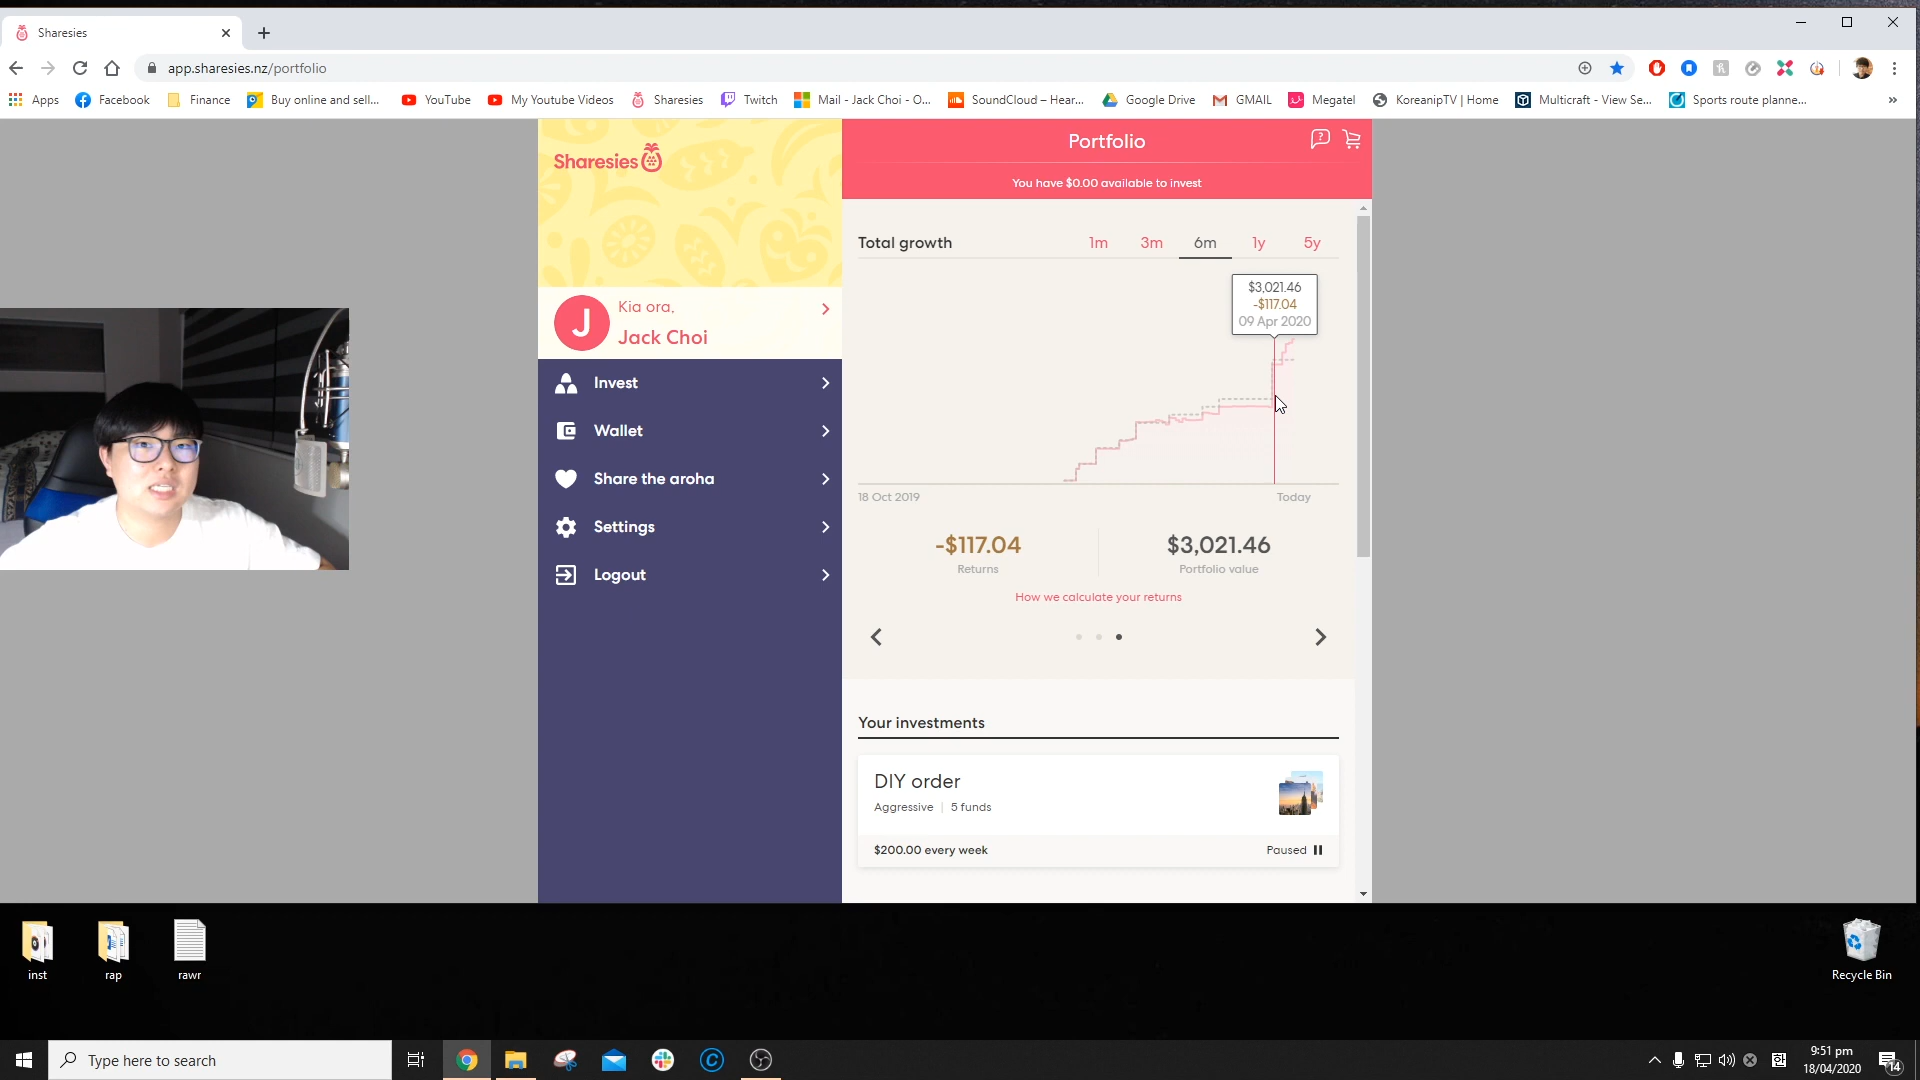 Sharesies
app.sharesies.nz/portfolio
Apps
Facebook
Finance
Buy online and sell...
YouTube
My Youtube Videos
Sharesies
Twitch
Mail - Jack Choi - O...
SoundCloud – Hear...
Google Drive
GMAIL
Megatel
KoreanipTV | Home
Multicraft - View Se...
Sports route planne...
»
Sharesies
Portfolio
You have $0.00 available to invest
Kia ora,
J
Jack Choi
Invest
Wallet
Share the aroha
Settings
Logout
Total growth
1m
3m
6m
1y
5y
$3,021.46
-$117.04
09 Apr 2020
18 Oct 2019
Today
-$117.04
Returns
$3,021.46
Portfolio value
How we calculate your returns
Your investments
DIY order
Aggressive | 5 funds
$200.00 every week
Paused
inst
rap
rawr
Recycle Bin
Type here to search
9:51 pm
18/04/2020
14